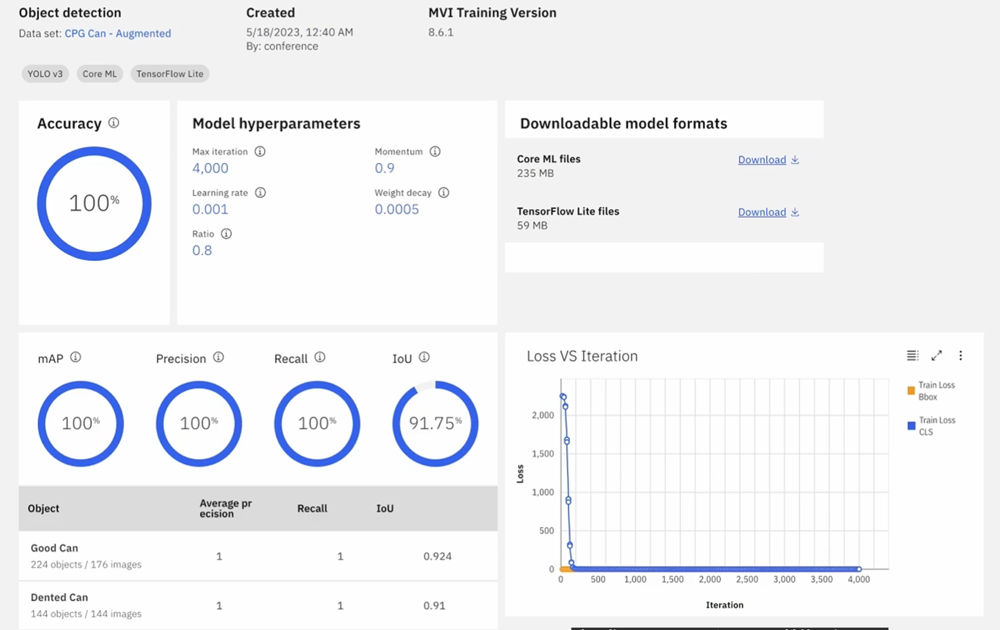 Object detection
Data set: CPG Can - Augmented
Created
5/18/2023, 12:40 AM
By: conference
MVI Training Version
8.6.1
YOLO v3
Core ML
TensorFlow Lite
Accuracy
100%
Model hyperparameters
Max iteration
4,000
Momentum
0.9
Learning rate
0.001
Weight decay
0.0005
Ratio
0.8
Downloadable model formats
Core ML files
235 MB
Download
TensorFlow Lite files
59 MB
Download
mAP
100%
Precision
100%
Recall
100%
IoU
91.75%
Object
Average pr
ecision
Recall
IoU
Good Can
224 objects / 176 images
1
1
0.924
Dented Can
144 objects / 144 images
1
1
0.91
Loss VS Iteration
Train Loss
Bbox
Train Loss
CLS
Loss
2,000
1,500
1,000
500
0
0
500
1,000
1,500
2,000
2,500
3,000
3,500
4,000
Iteration